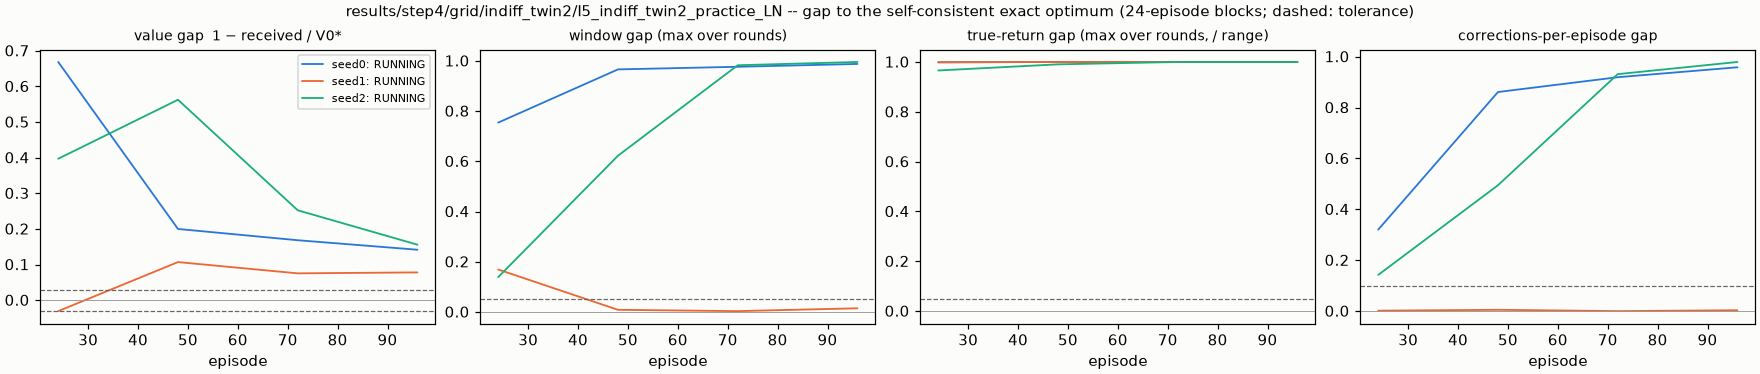 results/step4/grid/indiff_twin2/l5_indiff_twin2_practice_LN -- gap to the self-consistent exact optimum (24-episode blocks; dashed: tolerance)
value gap 1 − received / V0*
0.7
0.6
0.5
0.4
0.3
0.2
0.1
0.0
seed0: RUNNING
seed1: RUNNING
seed2: RUNNING
30 40 50 60 70 80 90
episode
window gap (max over rounds)
1.0
0.8
0.6
0.4
0.2
0.0
30 40 50 60 70 80 90
episode
true-return gap (max over rounds, / range)
1.0
0.8
0.6
0.4
0.2
0.0
30 40 50 60 70 80 90
episode
corrections-per-episode gap
1.0
0.8
0.6
0.4
0.2
0.0
30 40 50 60 70 80 90
episode